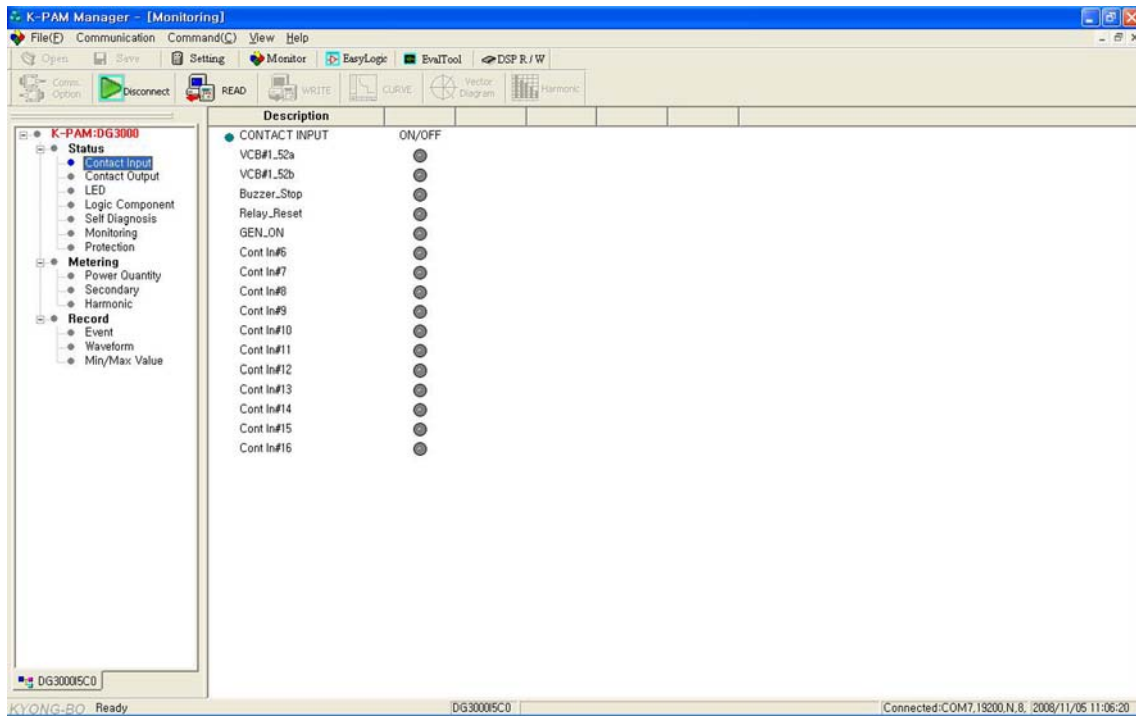 K-PAM Manager - [Monitoring]
File(F) Communication Command(C) View Help
Open Save Setting Monitor EasyLogic EvalTool DSP R/W
Comm. Option Disconnect READ WRITE CURVE Vector Diagram Harmonic
Description
K-PAM:DG3000
Status
Contact Input
Contact Output
LED
Logic Component
Self Diagnosis
Monitoring
Protection
Metering
Power Quantity
Secondary
Harmonic
Record
Event
Waveform
Min/Max Value
CONTACT INPUT ON/OFF
VCB#1_52a
VCB#1_52b
Buzzer_Stop
Relay_Reset
GEN_ON
Cont In#6
Cont In#7
Cont In#8
Cont In#9
Cont In#10
Cont In#11
Cont In#12
Cont In#13
Cont In#14
Cont In#15
Cont In#16
DG3000I5C0
KYONG-BO Ready DG3000I5C0 Connected:COM7,19200,N,8, 2008/11/05 11:06:20